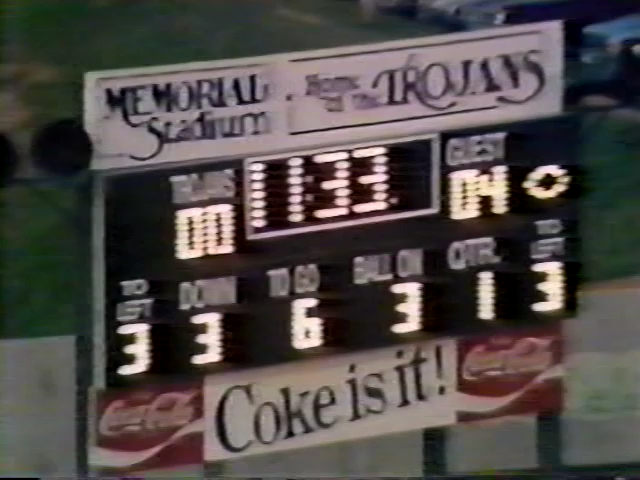 MEMORIAL Stadium
Home of the TROJANS
TROJANS 11:33 GUEST
00 04
TO LEFT DOWN TO GO BALL ON QTR. TO LEFT
3 3 6 3 1 3
Coca-Cola Coke is it! Coca-Cola